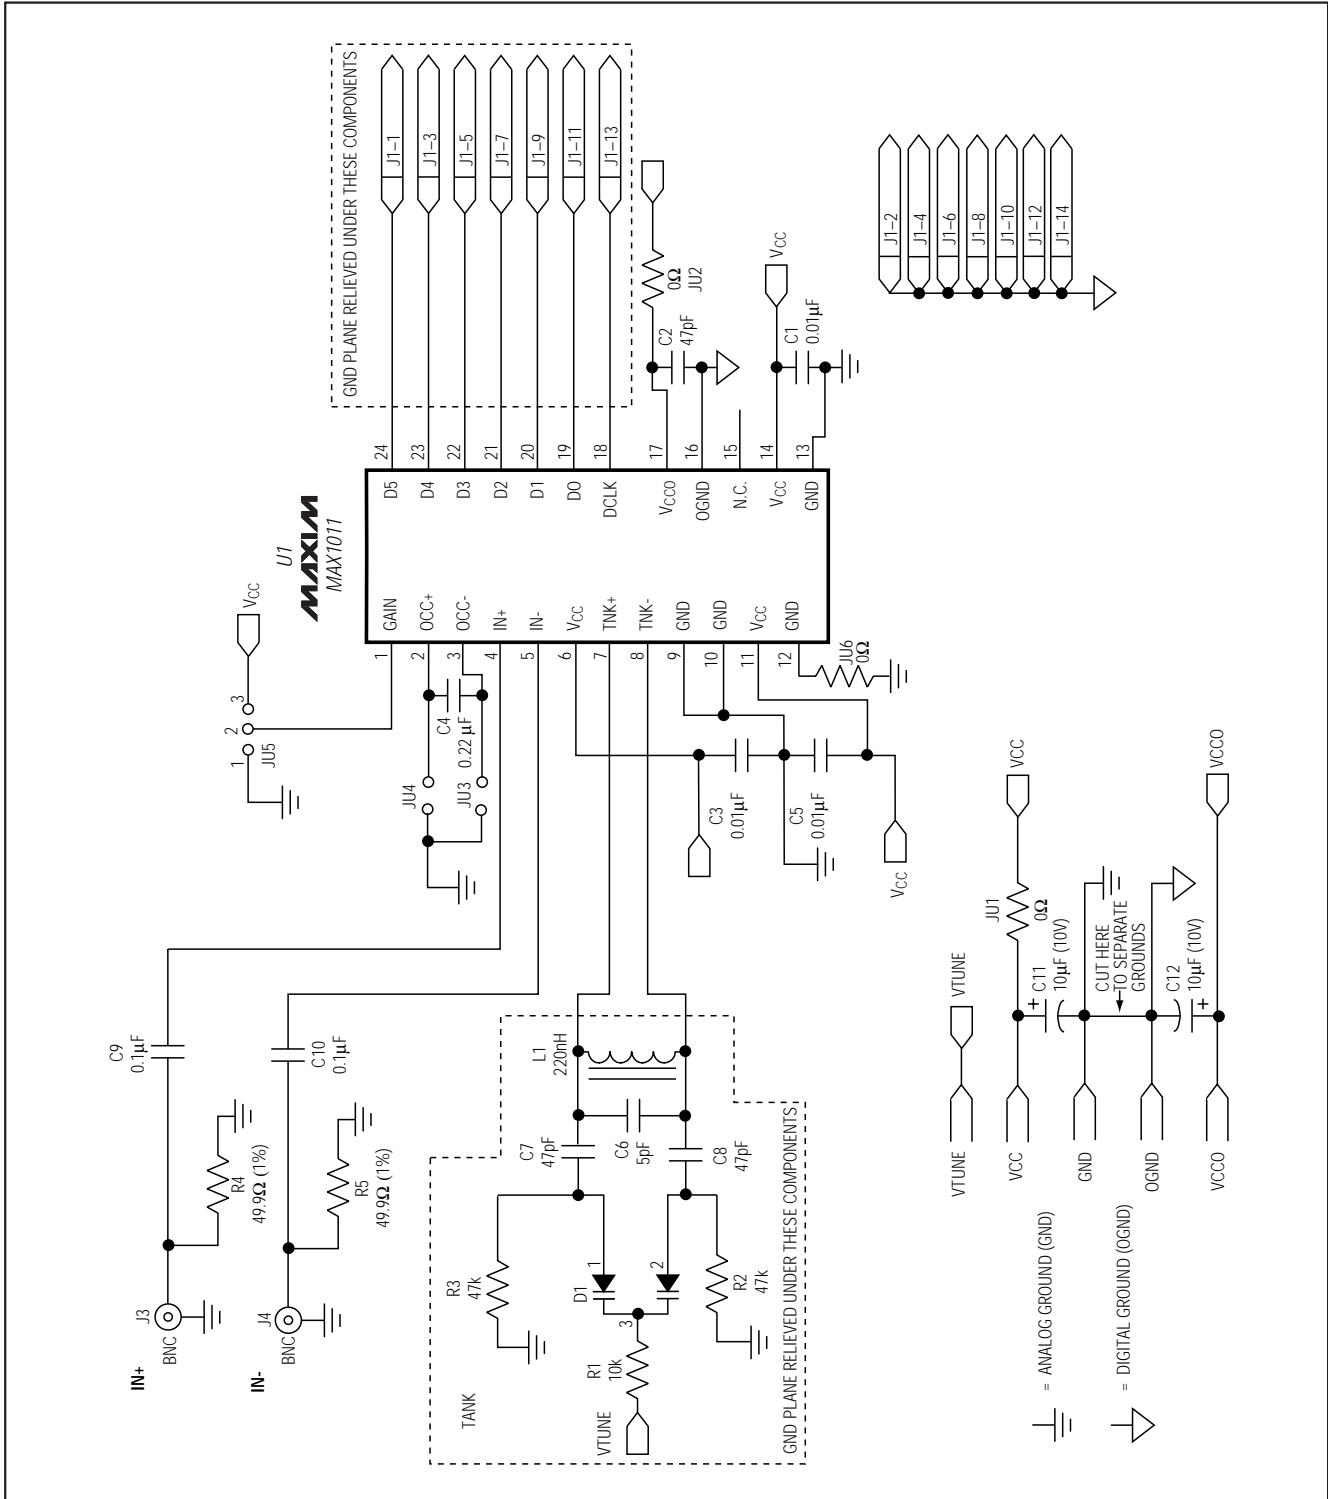 IN+
J3
BNC
R4
49.9Ω (1%)
C9
0.1µF
IN-
J4
BNC
R5
49.9Ω (1%)
C10
0.1µF
1
2
3
JU5
VCC
JU4
JU3
C4
0.22 µF
U1
MAXIM
MAX1011
1
2
3
4
5
6
7
8
9
10
11
12
GAIN
OCC+
OCC-
IN+
IN-
VCC
TNK+
TNK-
GND
GND
VCC
GND
D5
D4
D3
D2
D1
D0
DCLK
VCCO
OGND
N.C.
VCC
GND
24
23
22
21
20
19
18
17
16
15
14
13
GND PLANE RELIEVED UNDER THESE COMPONENTS
J1–1
J1–3
J1–5
J1–7
J1–9
J1–11
J1–13
0Ω
JU2
C2
47pF
VCC
C1
0.01µF
J1–2
J1–4
J1–6
J1–8
J1–10
J1–12
J1–14
JU6
0Ω
C3
0.01µF
C5
0.01µF
VCC
TANK
VTUNE
R1
10k
R3
47k
D1
1
2
3
R2
47k
C7
47pF
C6
5pF
C8
47pF
L1
220nH
GND PLANE RELIEVED UNDER THESE COMPONENTS
VTUNE
VTUNE
VCC
JU1
0Ω
VCC
+
C11
10µF (10V)
GND
CUT HERE
TO SEPARATE
GROUNDS
OGND
C12
10µF (10V)
+
VCCO
VCCO
= ANALOG GROUND (GND)
= DIGITAL GROUND (OGND)